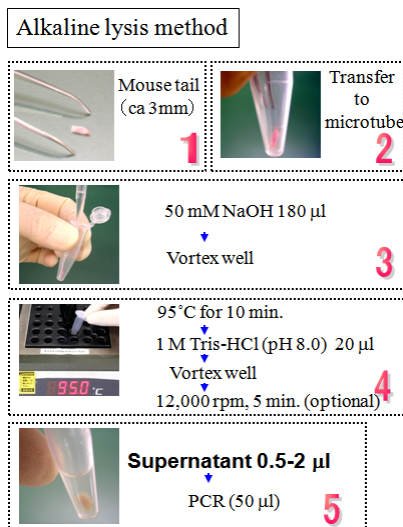 Alkaline lysis method
Mouse tail
(ca 3mm)
1
Transfer
to
microtube
2
50 mM NaOH 180 μl
Vortex well
3
95˚C for 10 min.
1 M Tris-HCl (pH 8.0) 20 μl
Vortex well
12,000 rpm, 5 min. (optional)
95.0 °C
4
Supernatant 0.5-2 μl
PCR (50 μl)
5